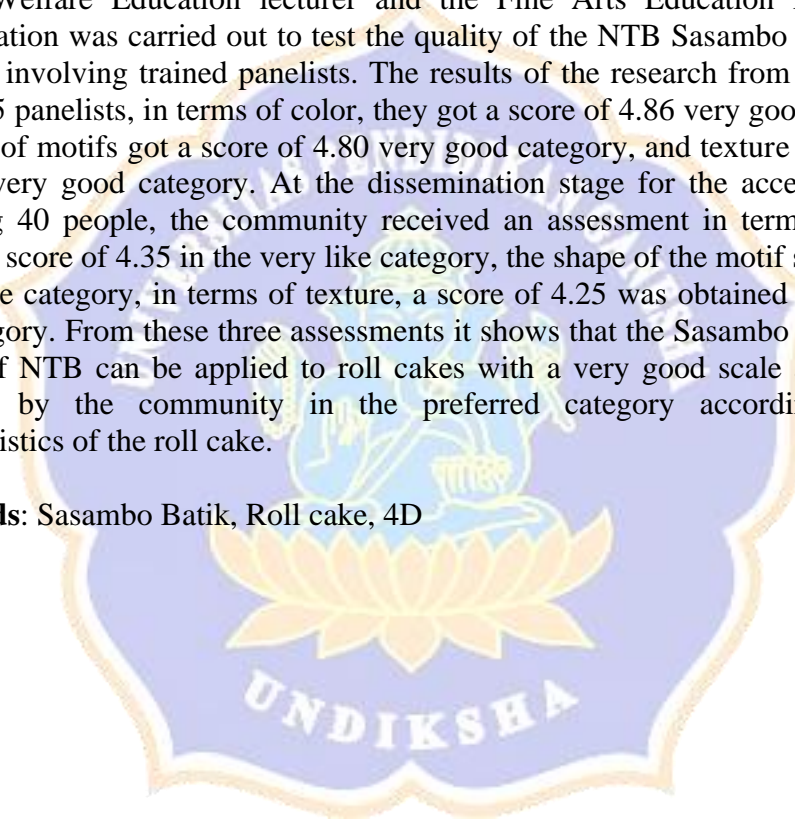 Welfare Education lecturer and the Fine Arts Education
ation was carried out to test the quality of the NTB Sasambo
involving trained panelists. The results of the research from
5 panelists, in terms of color, they got a score of 4.86 very goo
of motifs got a score of 4.80 very good category, and texture
very good category. At the dissemination stage for the acce
g 40 people, the community received an assessment in term
score of 4.35 in the very like category, the shape of the motif s
e category, in terms of texture, a score of 4.25 was obtained
gory. From these three assessments it shows that the Sasambo
f NTB can be applied to roll cakes with a very good scale
by the community in the preferred category accordi
istics of the roll cake.
ds: Sasambo Batik, Roll cake, 4D
UNIVERSITAS PENDIDIKAN GANESHA
UNDIKSHA